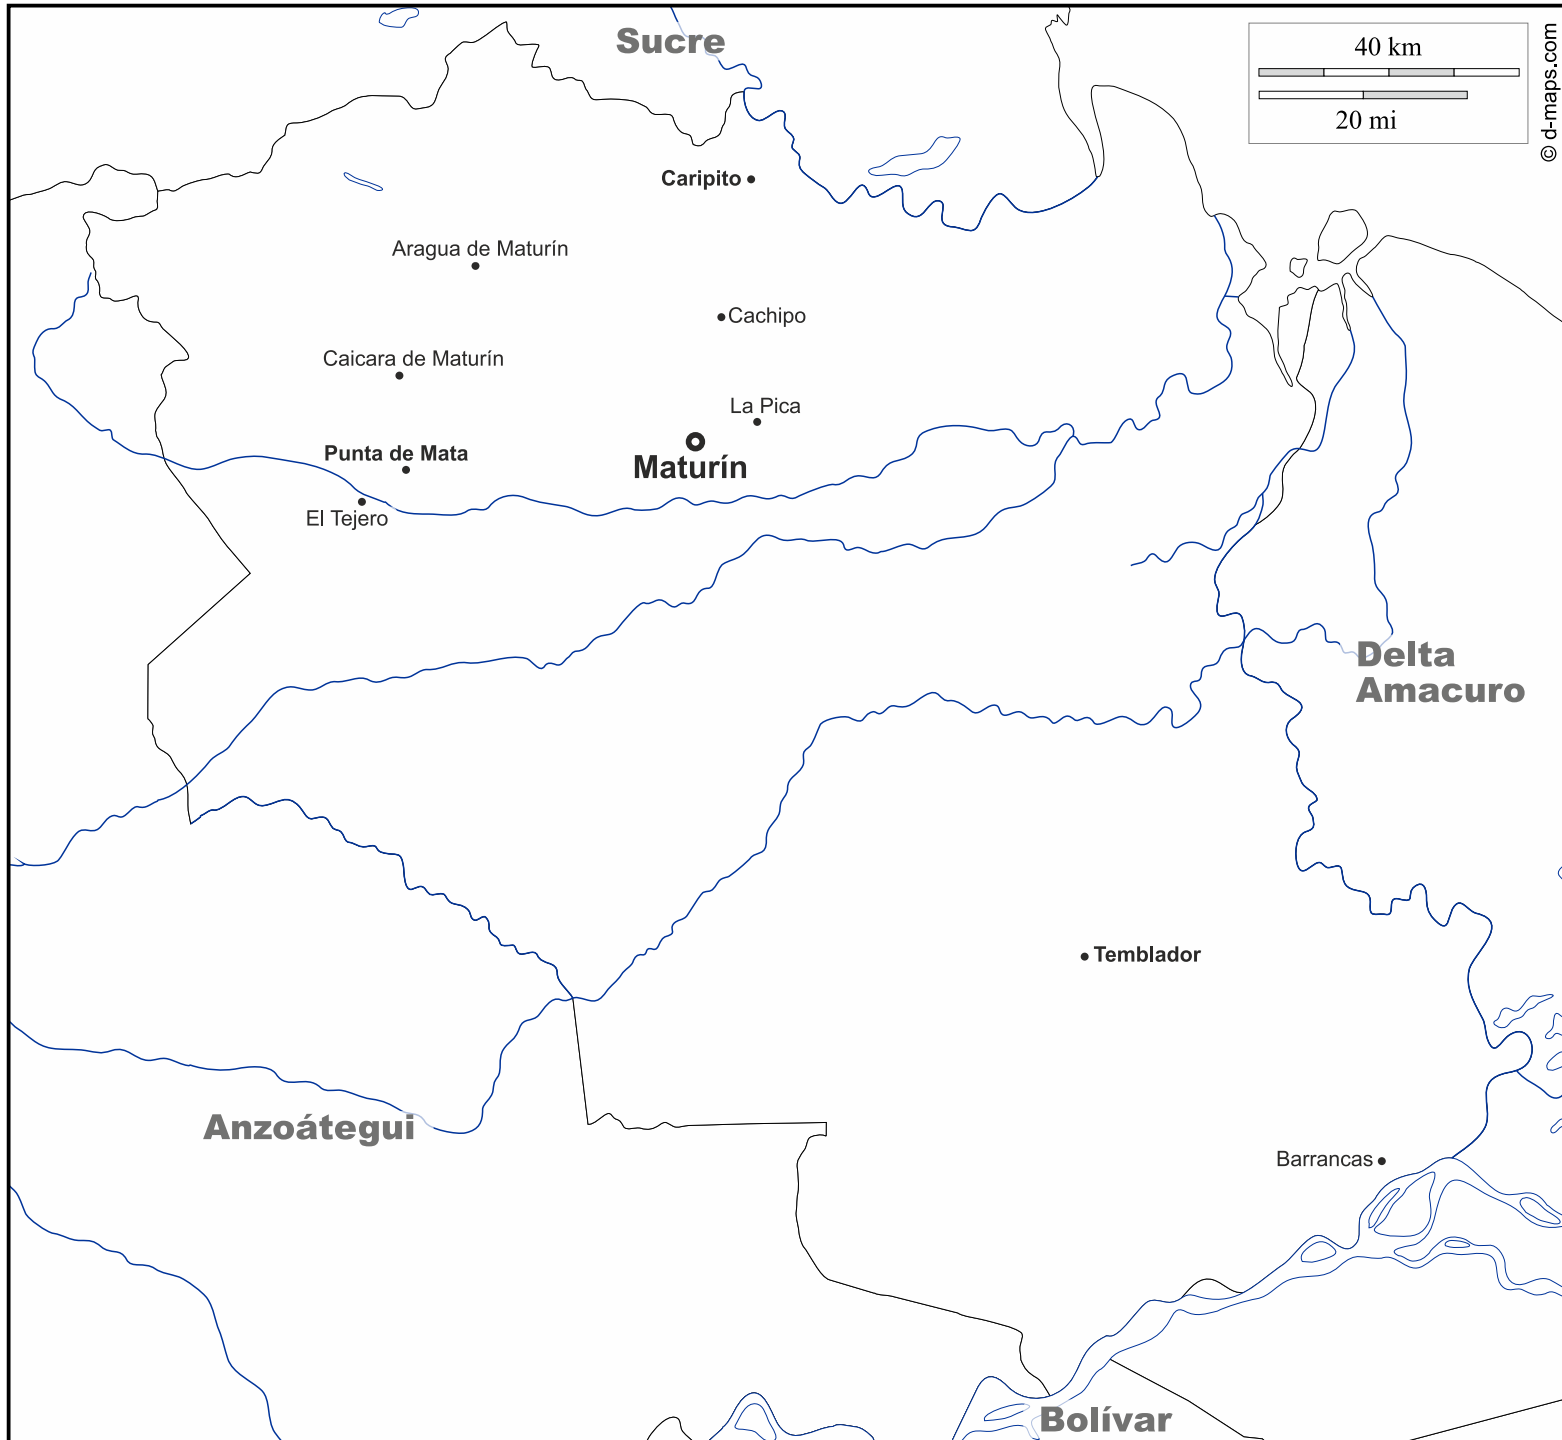 Sucre
40 km
20 mi
© d-maps.com
Caripito
Aragua de Maturín
Cachipo
Caicara de Maturín
La Pica
Punta de Mata
Maturín
El Tejero
Delta
Amacuro
Temblador
Anzoátegui
Barrancas
Bolívar